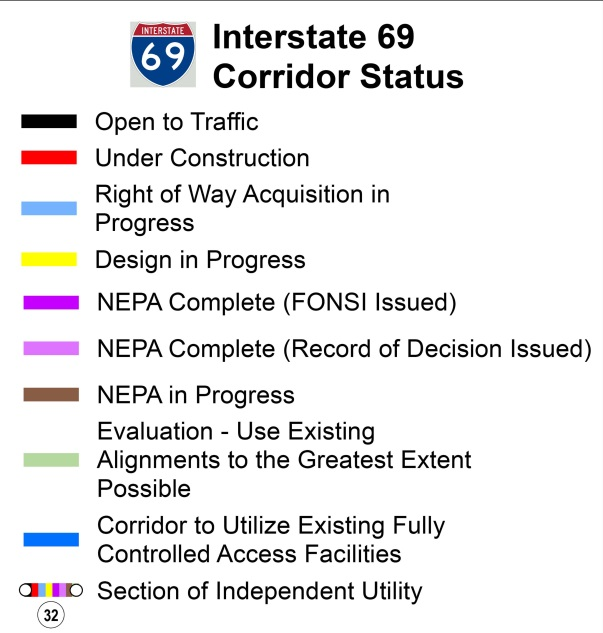 INTERSTATE
69
Interstate 69
Corridor Status
Open to Traffic
Under Construction
Right of Way Acquisition in
Progress
Design in Progress
NEPA Complete (FONSI Issued)
NEPA Complete (Record of Decision Issued)
NEPA in Progress
Evaluation - Use Existing
Alignments to the Greatest Extent
Possible
Corridor to Utilize Existing Fully
Controlled Access Facilities
Section of Independent Utility
32